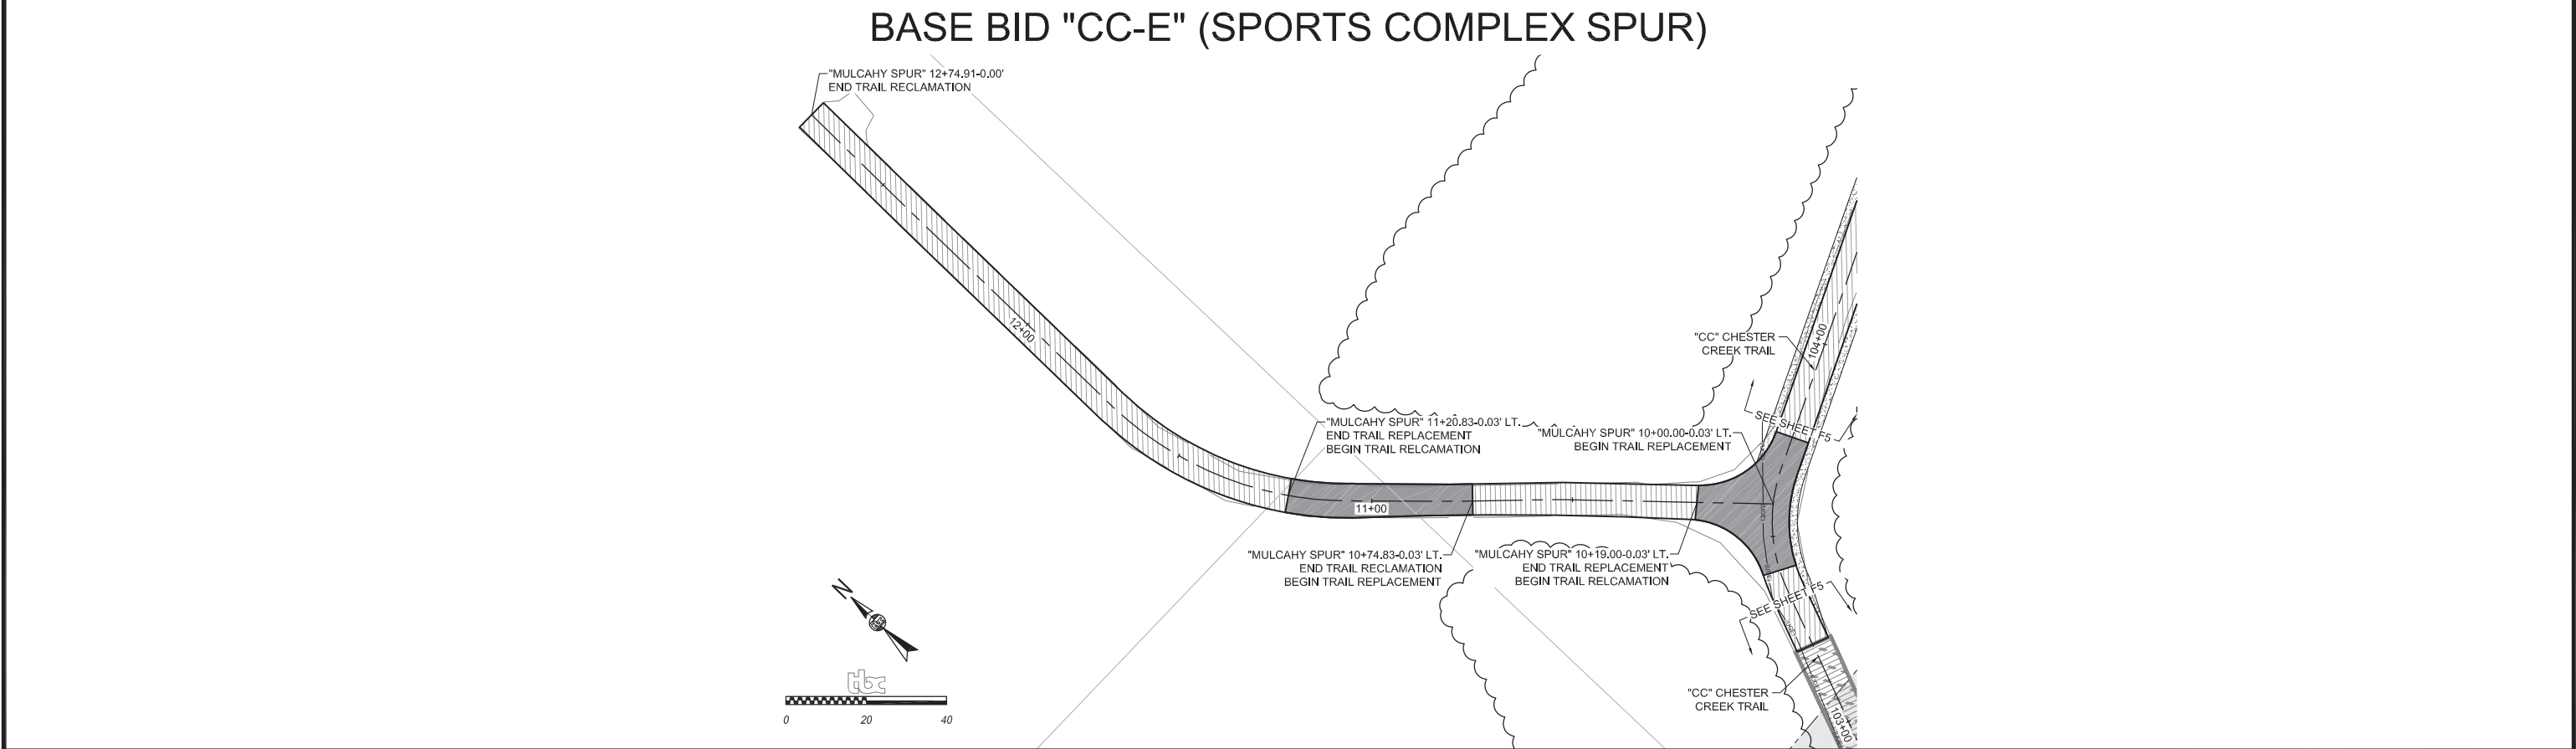 BASE BID "CC-E" (SPORTS COMPLEX SPUR)
"MULCAHY SPUR" 12+74.91-0.00'
END TRAIL RECLAMATION
12+00
"CC" CHESTER
CREEK TRAIL
104+00
SEE SHEET F5
"MULCAHY SPUR" 11+20.83-0.03' LT.
END TRAIL REPLACEMENT
BEGIN TRAIL RELCAMATION
"MULCAHY SPUR" 10+00.00-0.03' LT.
BEGIN TRAIL REPLACEMENT
11+00
"MULCAHY SPUR" 10+74.83-0.03' LT.
END TRAIL RECLAMATION
BEGIN TRAIL REPLACEMENT
"MULCAHY SPUR" 10+19.00-0.03' LT.
END TRAIL REPLACEMENT
BEGIN TRAIL RELCAMATION
SEE SHEET F5
N
tbc
0 20 40
"CC" CHESTER
CREEK TRAIL
103+00